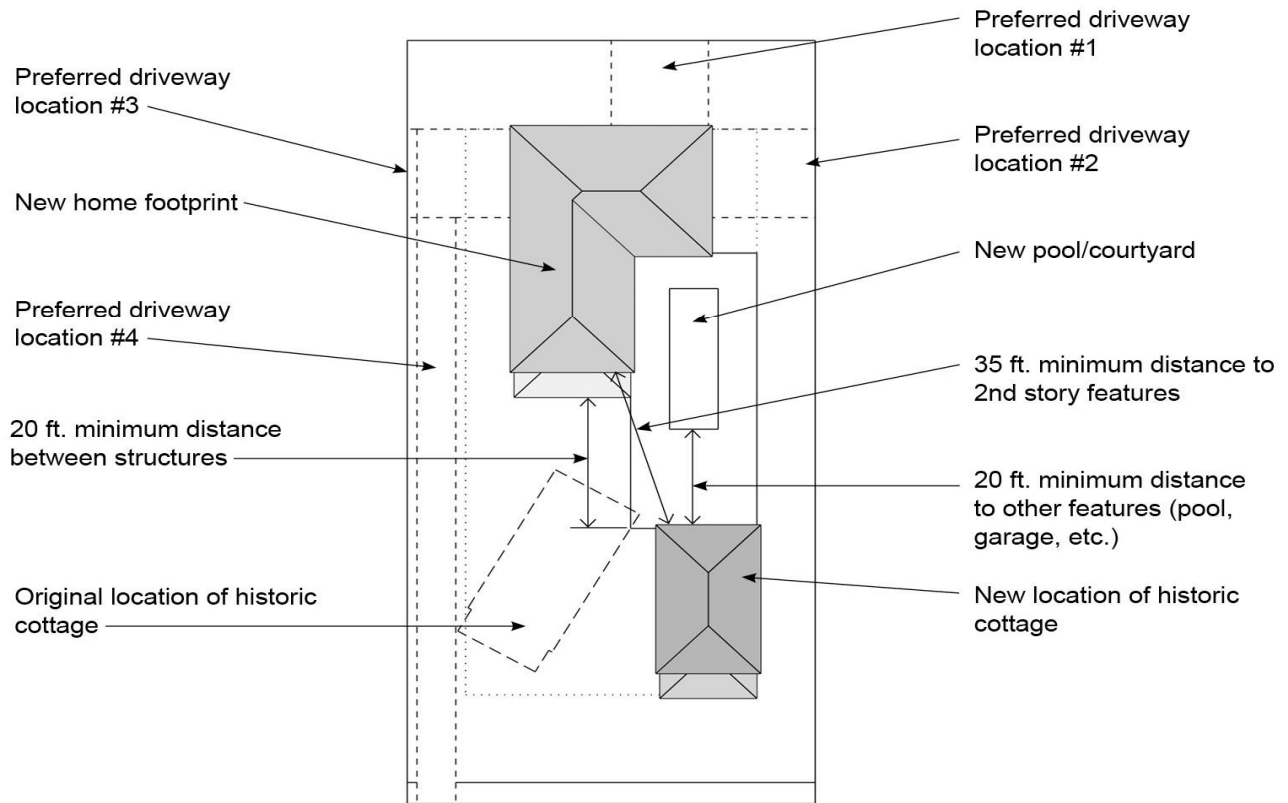 Preferred driveway
location #3
New home footprint
Preferred driveway
location #4
20 ft. minimum distance
between structures
Original location of historic
cottage
Preferred driveway
location #1
Preferred driveway
location #2
New pool/courtyard
35 ft. minimum distance to
2nd story features
20 ft. minimum distance
to other features (pool,
garage, etc.)
New location of historic
cottage